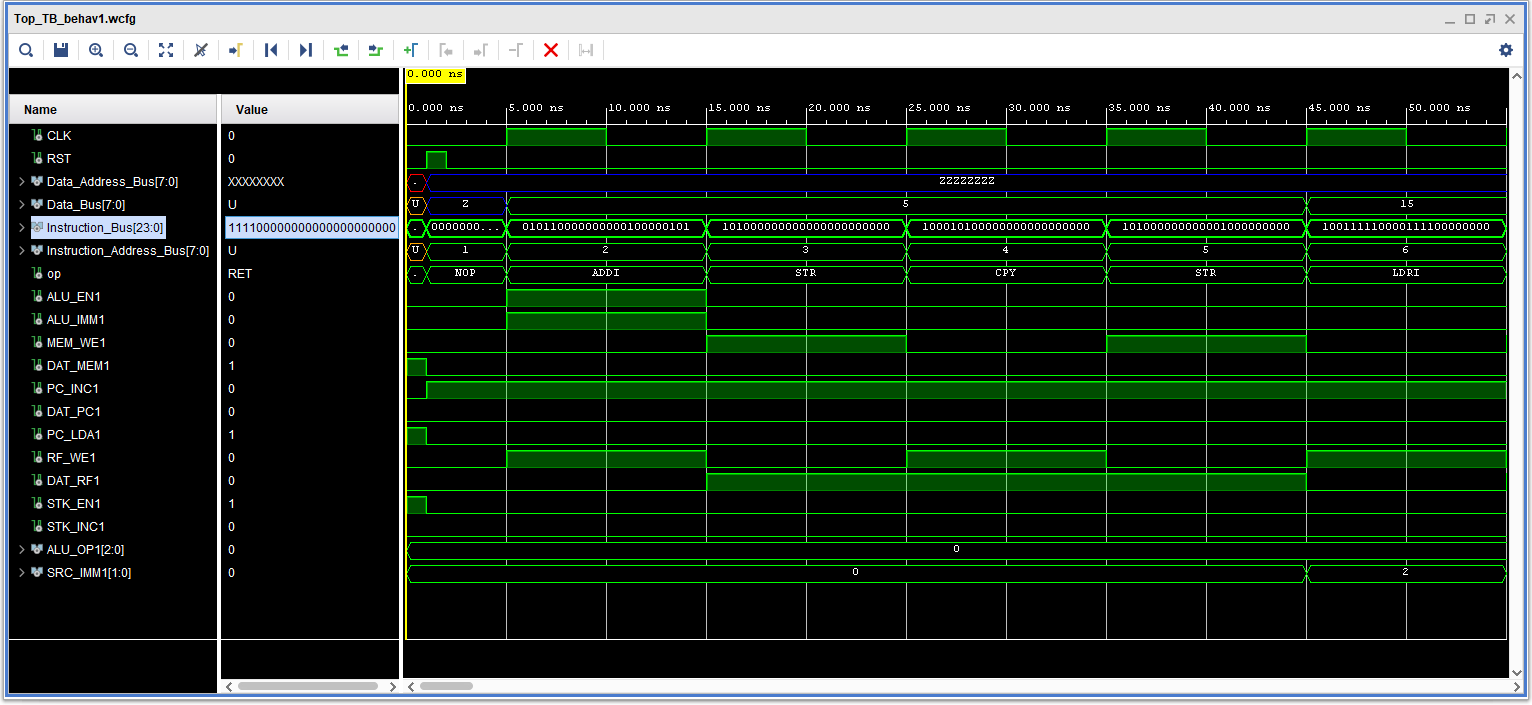 Top_TB_behav1.wcfg
0.000 ns
0.000 ns 5.000 ns 10.000 ns 15.000 ns 20.000 ns 25.000 ns 30.000 ns 35.000 ns 40.000 ns 45.000 ns 50.000 ns
Name Value
CLK 0
RST 0
Data_Address_Bus[7:0] XXXXXXXX . ZZZZZZZZ
Data_Bus[7:0] U U Z 5 15
Instruction_Bus[23:0] 111100000000000000000000 . 0000000... 010110000000000100000101 101000000000000000000000 100010100000000000000000 101000000000001000000000 100111110000111100000000
Instruction_Address_Bus[7:0] U U 1 2 3 4 5 6
op RET . NOP ADDI STR CPY STR LDRI
ALU_EN1 0
ALU_IMM1 0
MEM_WE1 0
DAT_MEM1 1
PC_INC1 0
DAT_PC1 0
PC_LDA1 1
RF_WE1 0
DAT_RF1 0
STK_EN1 1
STK_INC1 0
ALU_OP1[2:0] 0 0
SRC_IMM1[1:0] 0 0 2